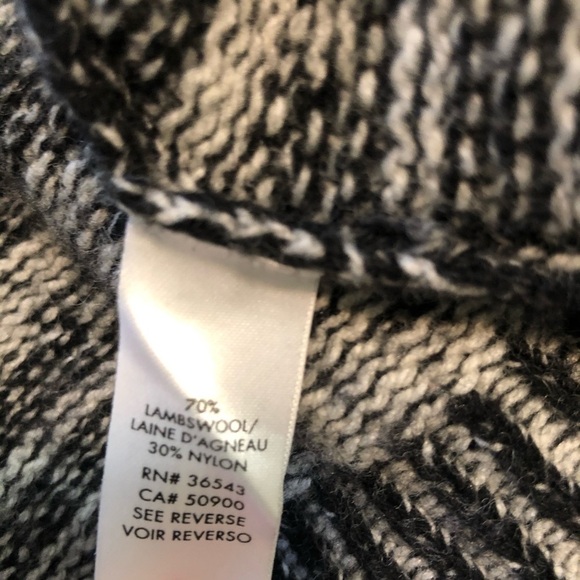 70%
LAMBSWOOL/
LAINE D'AGNEAU
30% NYLON
RN# 36543
CA# 50900
SEE REVERSE
VOIR REVERSO